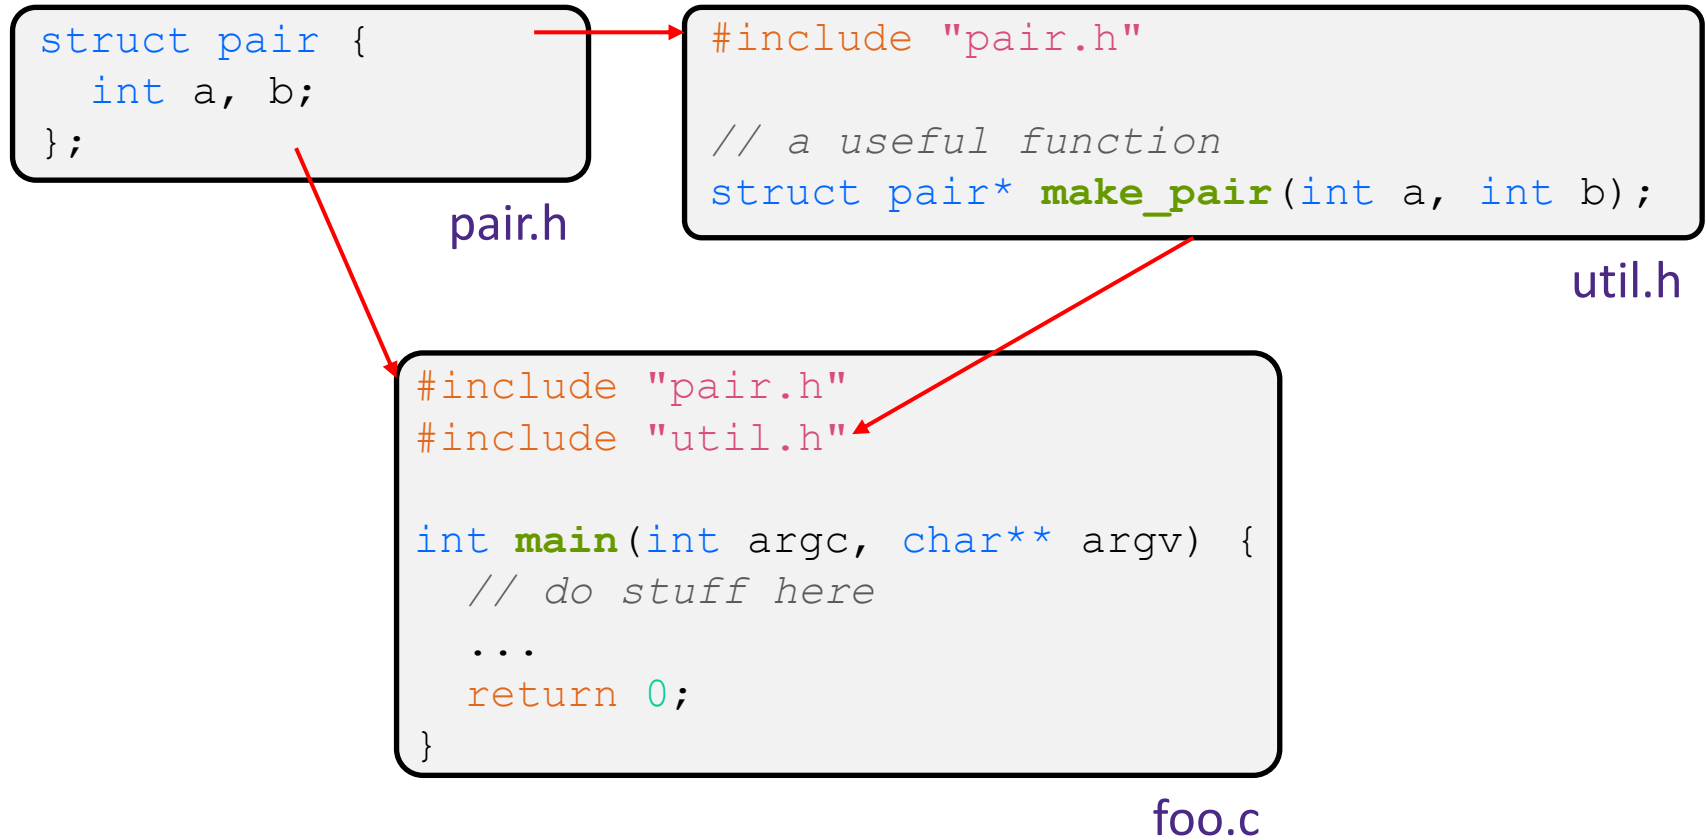 struct pair {
  int a, b;
};
pair.h
#include "pair.h"

// a useful function
struct pair* make_pair(int a, int b);
util.h
#include "pair.h"
#include "util.h"

int main(int argc, char** argv) {
  // do stuff here
  ...
  return 0;
}
foo.c